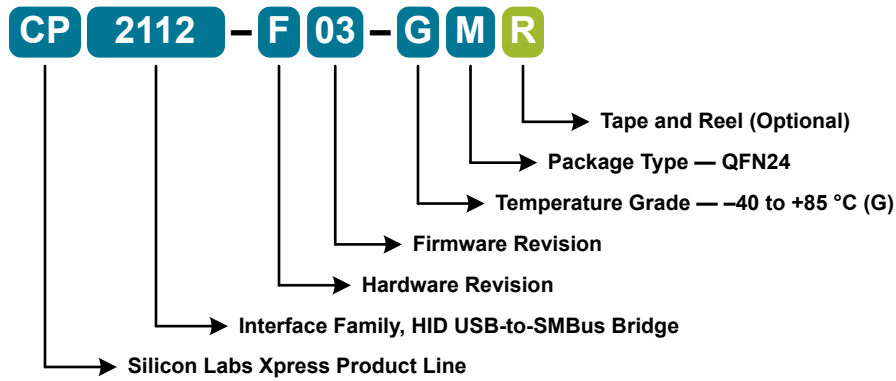 CP 2112 – F 03 – G M R
Tape and Reel (Optional)
Package Type — QFN24
Temperature Grade — –40 to +85 °C (G)
Firmware Revision
Hardware Revision
Interface Family, HID USB-to-SMBus Bridge
Silicon Labs Xpress Product Line